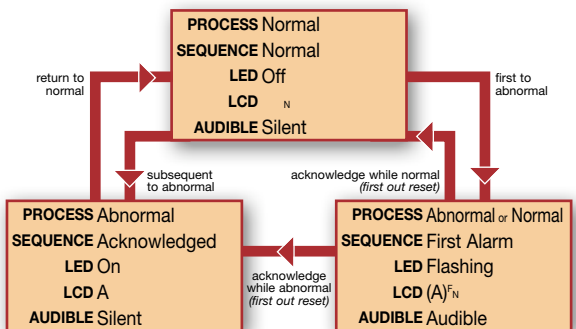 PROCESS Normal
SEQUENCE Normal
LED Off
LCD N
AUDIBLE Silent
return to
normal
first to
abnormal
subsequent
to abnormal
acknowledge while normal
(first out reset)
PROCESS Abnormal
SEQUENCE Acknowledged
LED On
LCD A
AUDIBLE Silent
acknowledge
while abnormal
(first out reset)
PROCESS Abnormal or Normal
SEQUENCE First Alarm
LED Flashing
LCD (A)FN
AUDIBLE Audible